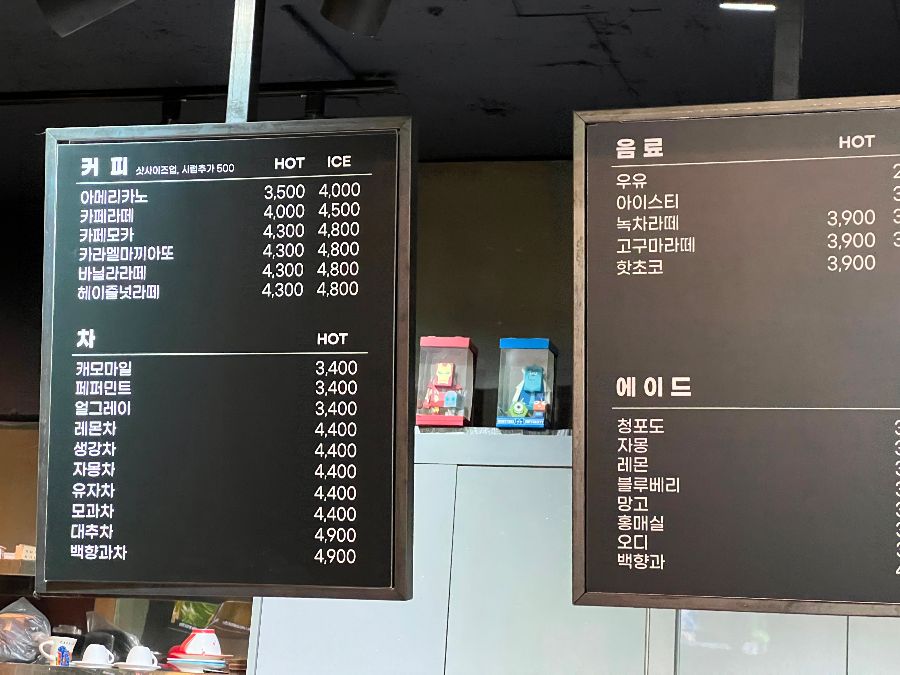 커 피 샷사이즈업, 시럽추가 500 HOT ICE
아메리카노 3,500 4,000
카페라떼 4,000 4,500
카페모카 4,300 4,800
카라멜마끼아또 4,300 4,800
바닐라라떼 4,300 4,800
헤이즐넛라떼 4,300 4,800
차 HOT
캐모마일 3,400
페퍼민트 3,400
얼그레이 3,400
레몬차 4,400
생강차 4,400
자몽차 4,400
유자차 4,400
모과차 4,400
대추차 4,900
백향과차 4,900
음 료 HOT
우유
아이스티
녹차라떼 3,900
고구마라떼 3,900
핫초코 3,900
에 이 드
청포도
자몽
레몬
블루베리
망고
홍매실
오디
백향과